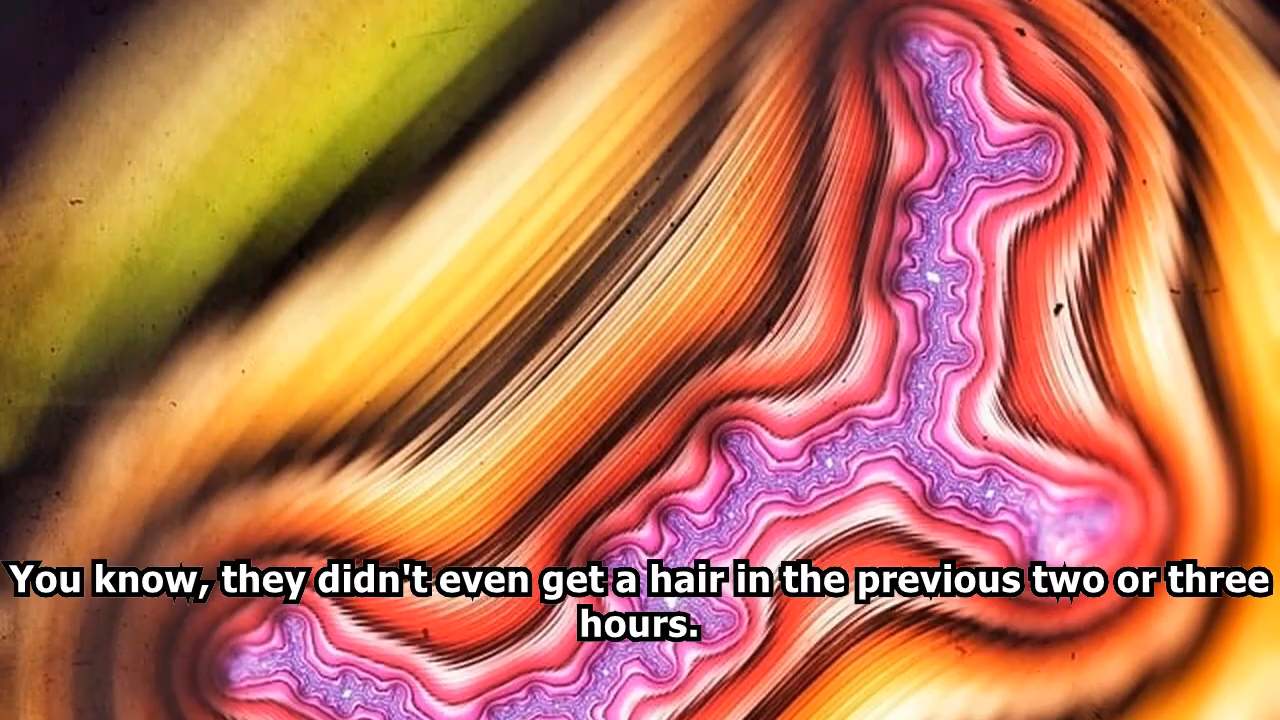 You know, they didn't even get a hair in the previous two or three
hours.